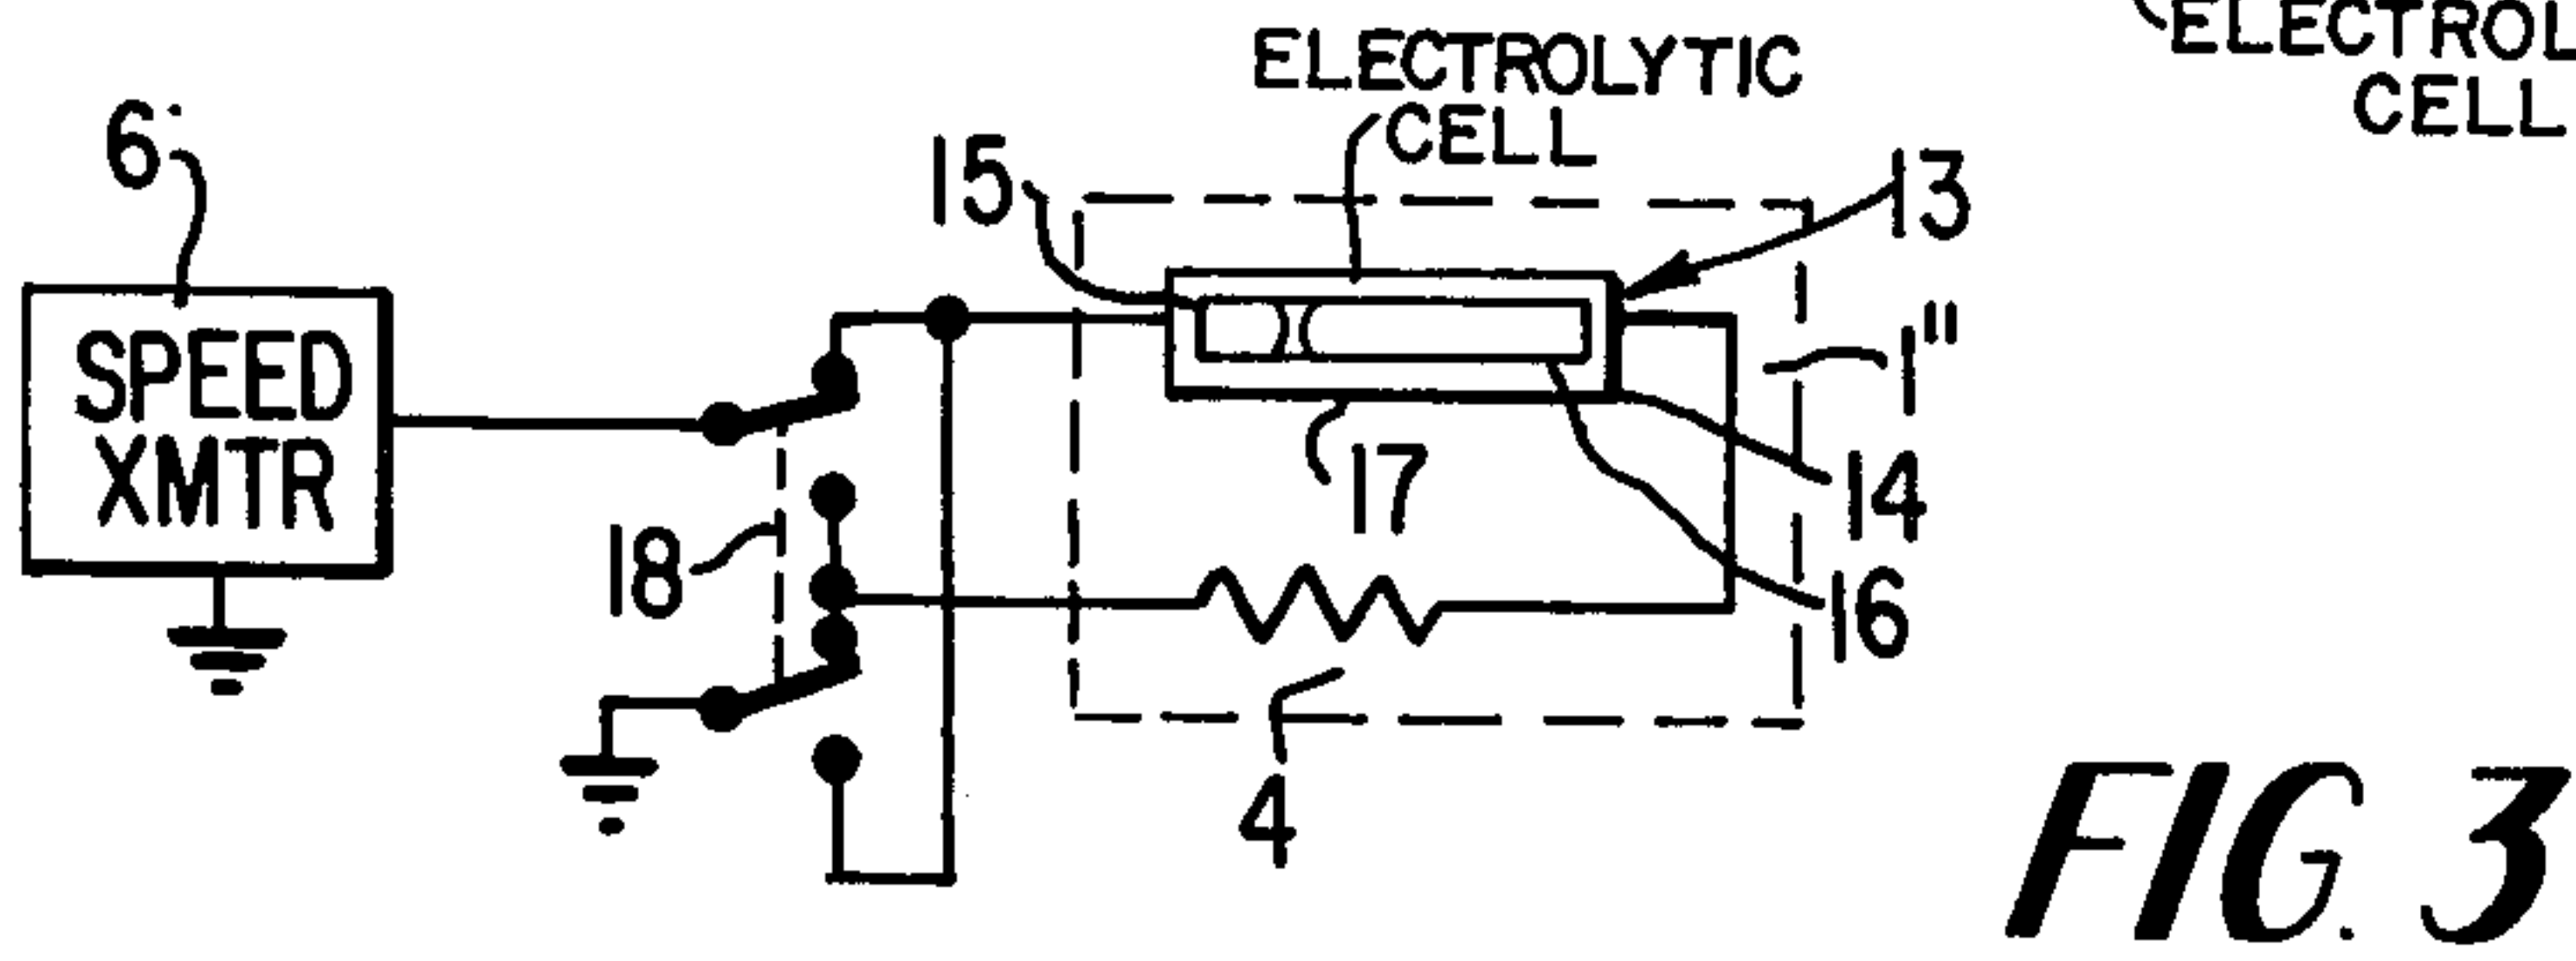 ELECTROLYTIC
CELL
ELECTROL
CELL
6
15
13
SPEED
XMTR
1"
17
14
18
16
4
FIG. 3